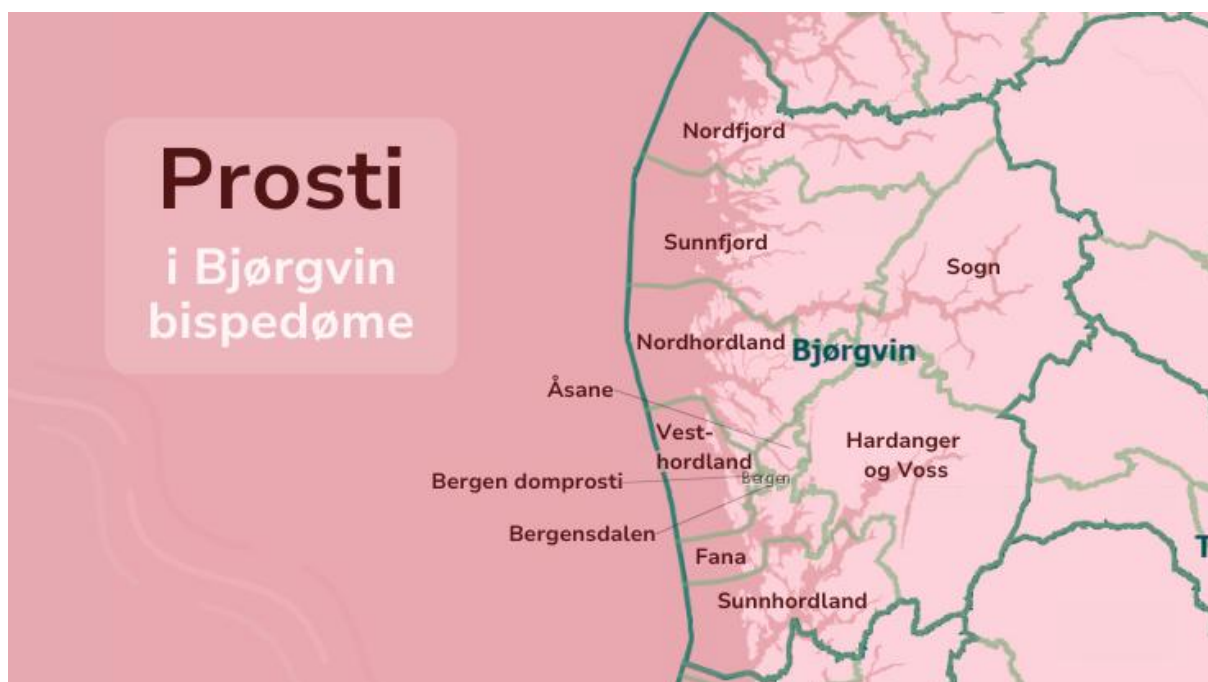 Prosti
i Bjørgvin
bispedøme
Nordfjord
Sunnfjord
Sogn
Nordhordland
Bjørgvin
Åsane
Vest-
hordland
Hardanger
og Voss
Bergen domprosti
Bergen
Bergensdalen
Fana
Sunnhordland
T